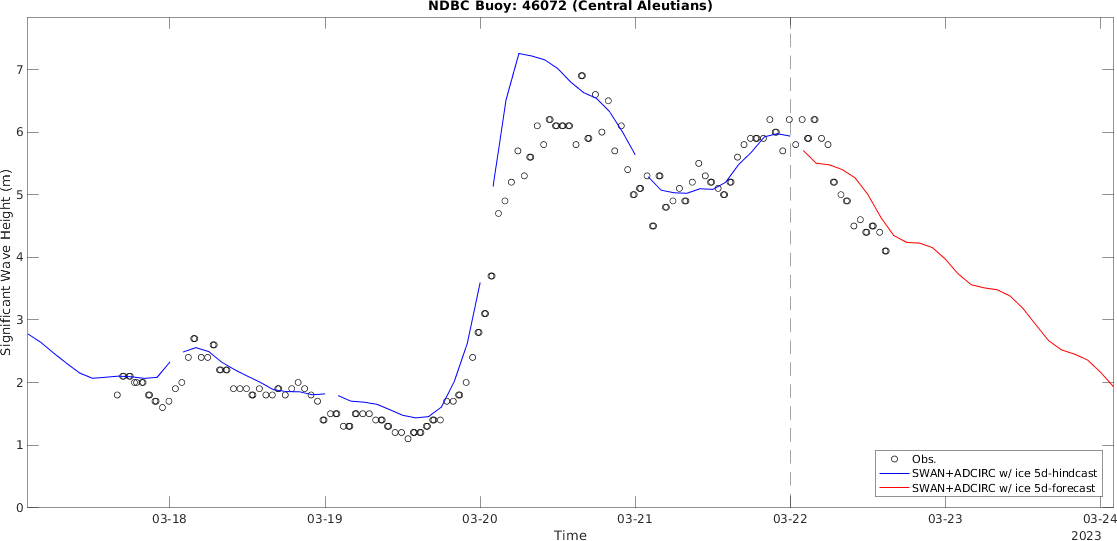 NDBC Buoy: 46072 (Central Aleutians)
Significant Wave Height (m)
7
6
5
4
3
2
1
0
Obs.
SWAN+ADCIRC w/ ice 5d-hindcast
SWAN+ADCIRC w/ ice 5d-forecast
03-18 03-19 03-20 03-21 03-22 03-23 03-24
Time
2023